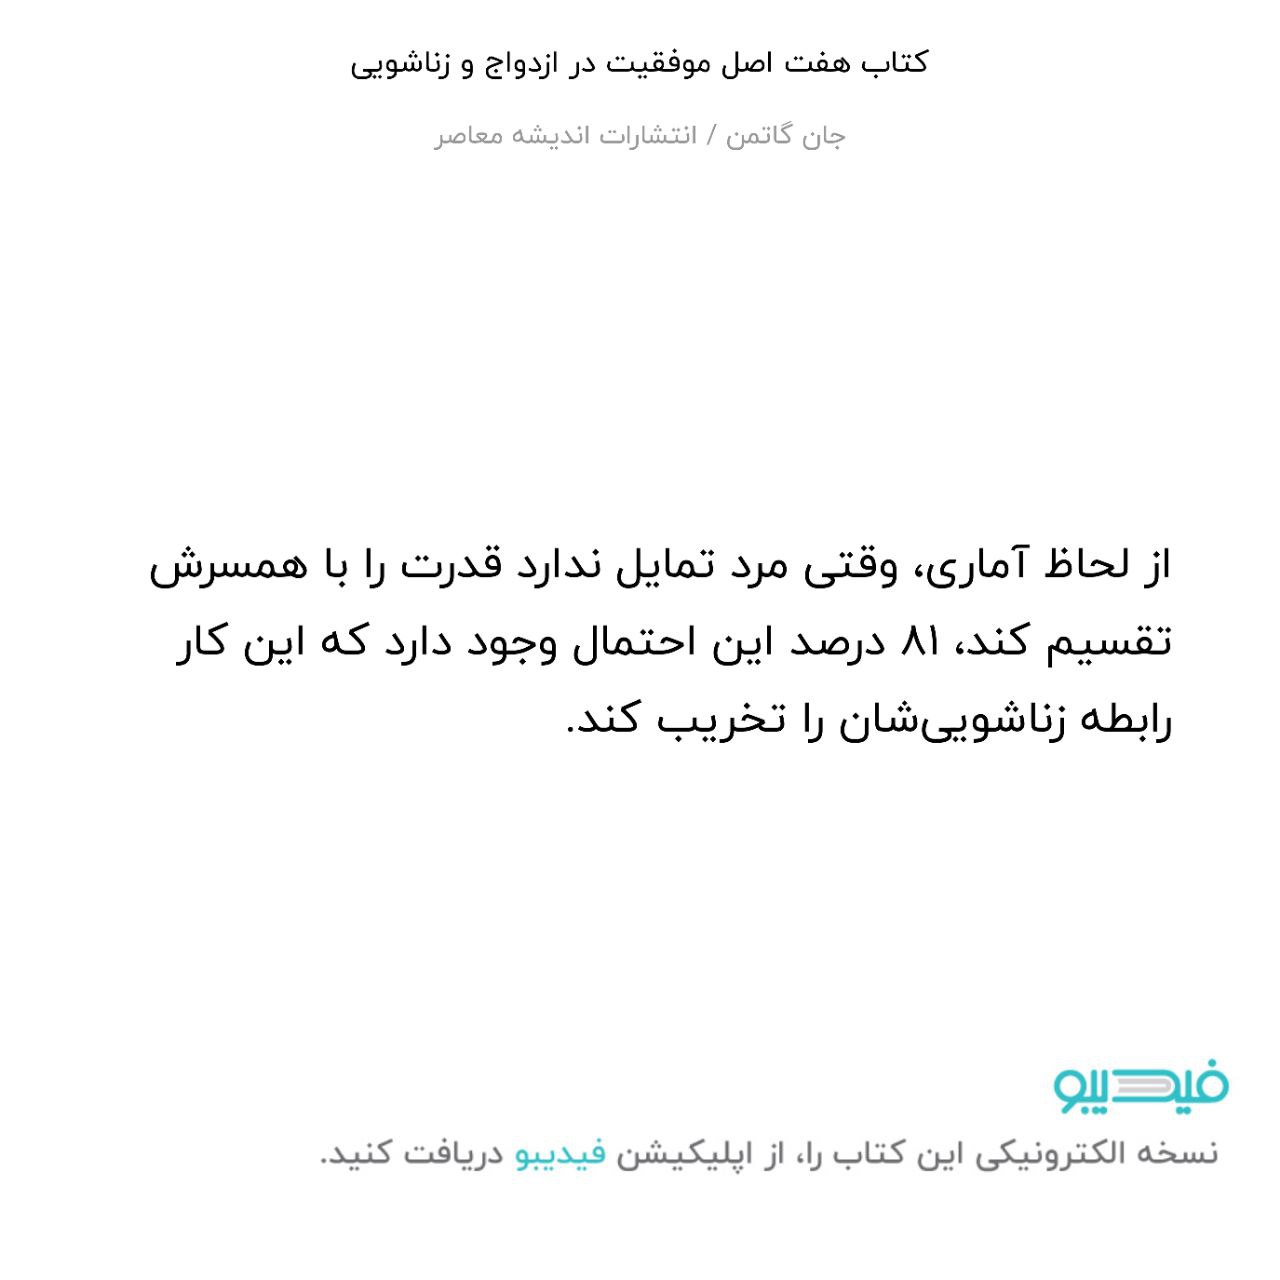 کتاب هفت اصل موفقیت در ازدواج و زناشویی
جان گاتمن / انتشارات اندیشه معاصر
از لحاظ آماری، وقتی مرد تمایل ندارد قدرت را با همسرش
تقسیم کند، ۸۱ درصد این احتمال وجود دارد که این کار
رابطه زناشویی‌شان را تخریب کند.
فیدیبو
نسخه الکترونیکی این کتاب را، از اپلیکیشن فیدیبو دریافت کنید.